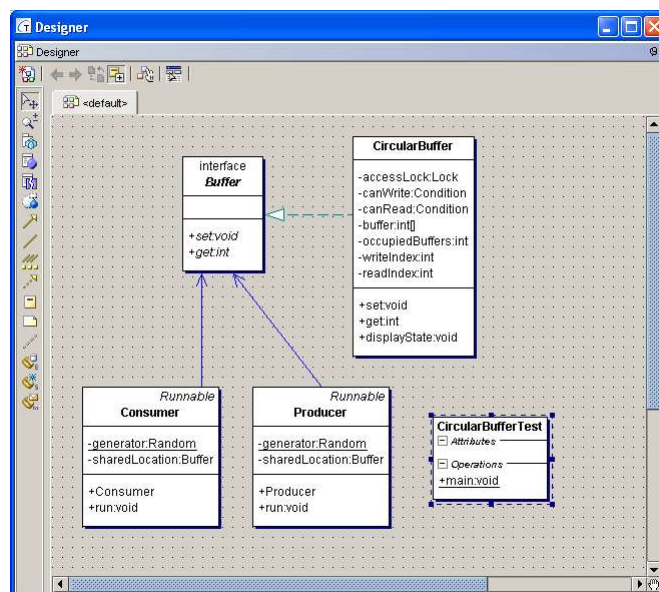 Designer
Designer
<default>
interface
Buffer
+set:void
+get:int
CircularBuffer
-accessLock:Lock
-canWrite:Condition
-canRead:Condition
-buffer:int[]
-occupiedBuffers:int
-writeIndex:int
-readIndex:int
+set:void
+get:int
+displayState:void
Runnable
Consumer
-generator:Random
-sharedLocation:Buffer
+Consumer
+run:void
Runnable
Producer
-generator:Random
-sharedLocation:Buffer
+Producer
+run:void
CircularBufferTest
Attributes
Operations
+main:void